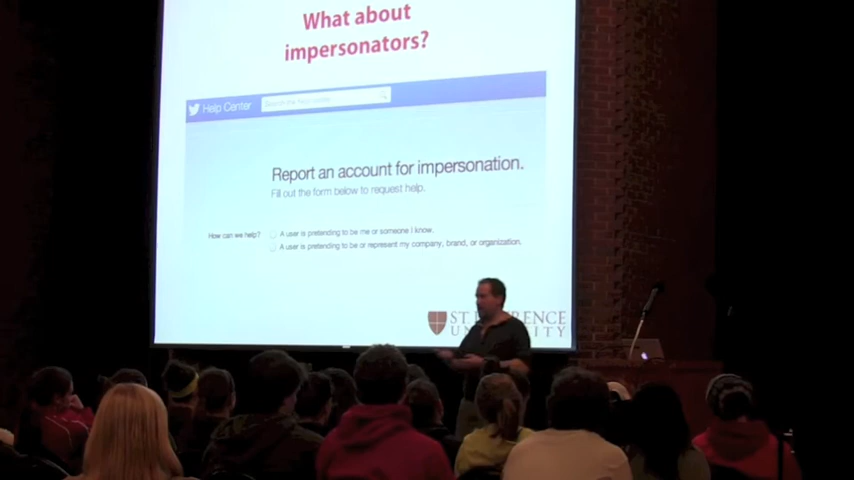 What about
impersonators?
Help Center
Report an account for impersonation.
Fill out the form below to request help.
How can we help?
A user is pretending to be me or someone I know.
A user is pretending to be or represent my company, brand, or organization.